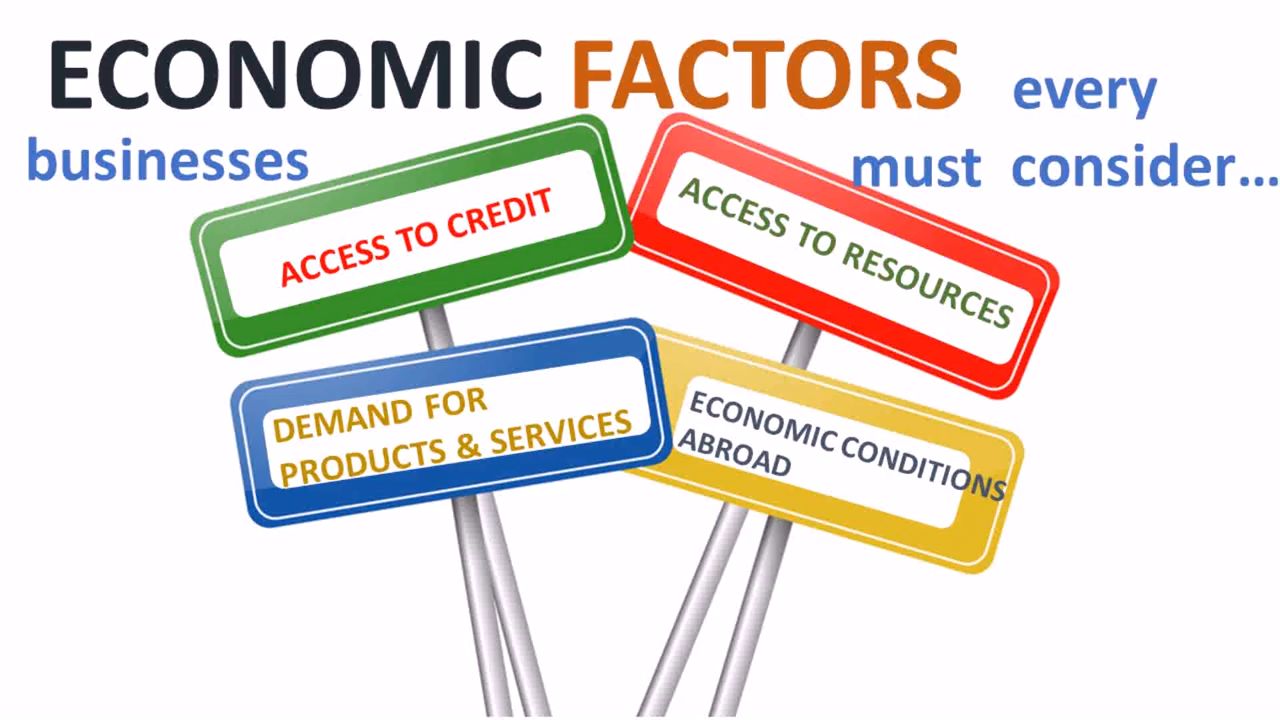 ECONOMIC FACTORS every
businesses must consider...
ACCESS TO CREDIT
ACCESS TO RESOURCES
DEMAND FOR
PRODUCTS & SERVICES
ECONOMIC CONDITIONS
ABROAD